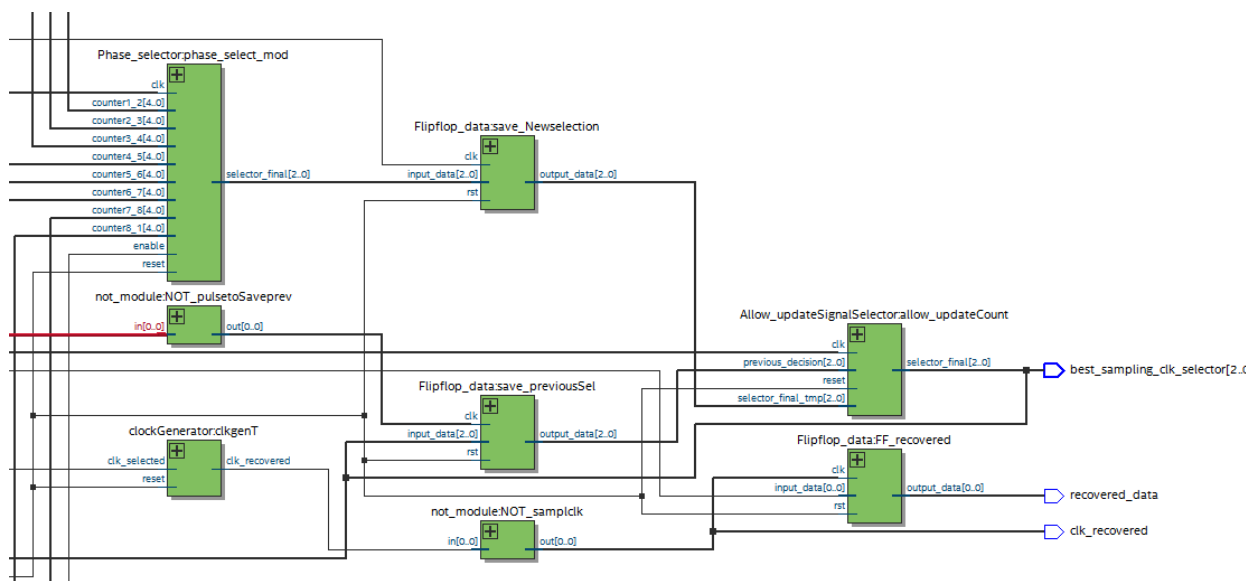 Phase_selector:phase_select_mod
clk
counter1_2[4..0]
counter2_3[4..0]
counter3_4[4..0]
counter4_5[4..0]
counter5_6[4..0]
counter6_7[4..0]
counter7_8[4..0]
counter8_1[4..0]
enable
reset
selector_final[2..0]
Flipflop_data:save_Newselection
clk
input_data[2..0]
rst
output_data[2..0]
not_module:NOT_pulsetoSaveprev
in[0..0]
out[0..0]
Allow_updateSignalSelector:allow_updateCount
clk
previous_decision[2..0]
reset
selector_final_tmp[2..0]
selector_final[2..0]
best_sampling_clk_selector[2..0
Flipflop_data:save_previousSel
clk
input_data[2..0]
rst
output_data[2..0]
clockGenerator:clkgenT
clk_selected
reset
clk_recovered
Flipflop_data:FF_recovered
clk
input_data[0..0]
rst
output_data[0..0]
recovered_data
not_module:NOT_samplclk
in[0..0]
out[0..0]
clk_recovered